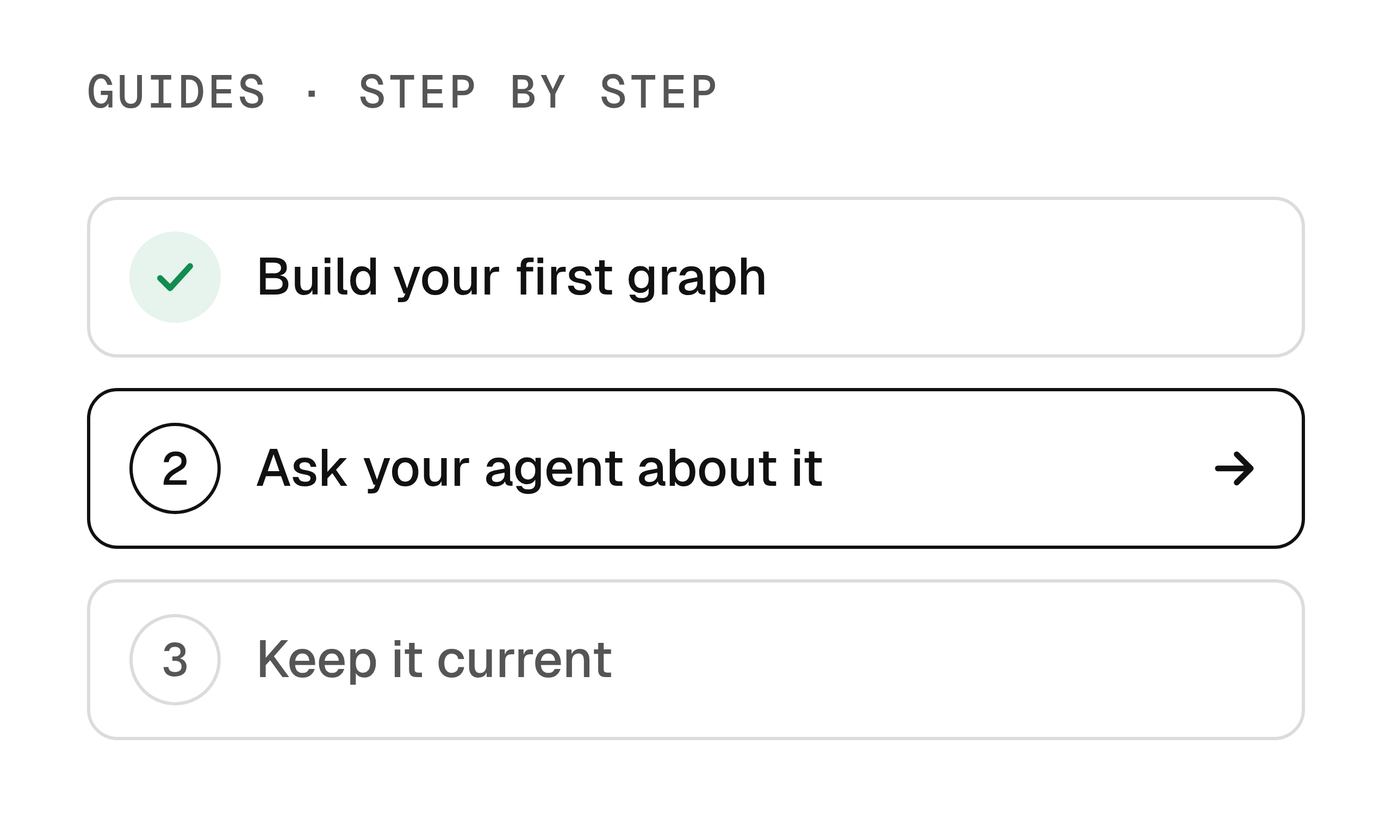 GUIDES · STEP BY STEP
Build your first graph
2 Ask your agent about it →
3 Keep it current